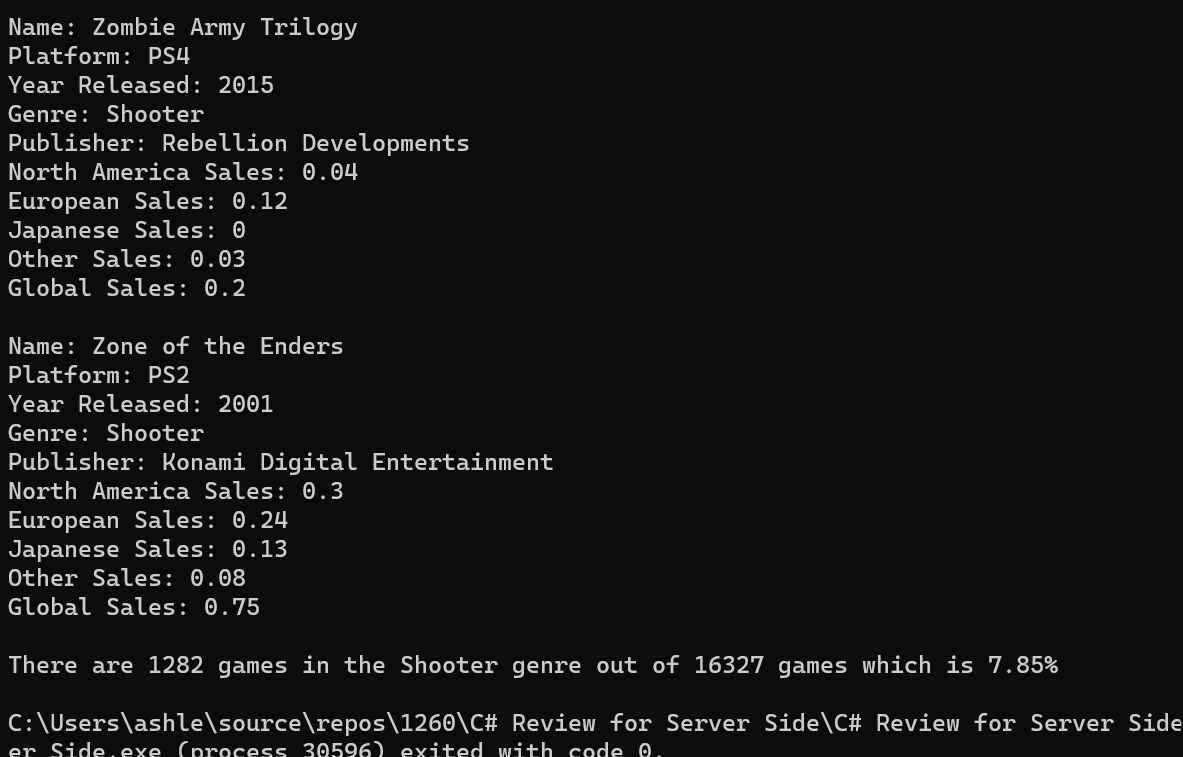 Name: Zombie Army Trilogy
Platform: PS4
Year Released: 2015
Genre: Shooter
Publisher: Rebellion Developments
North America Sales: 0.04
European Sales: 0.12
Japanese Sales: 0
Other Sales: 0.03
Global Sales: 0.2
Name: Zone of the Enders
Platform: PS2
Year Released: 2001
Genre: Shooter
Publisher: Konami Digital Entertainment
North America Sales: 0.3
European Sales: 0.24
Japanese Sales: 0.13
Other Sales: 0.08
Global Sales: 0.75
There are 1282 games in the Shooter genre out of 16327 games which is 7.85%
C:\Users\ashle\source\repos\1260\C# Review for Server Side\C# Review for Server Side
er Side.exe (process 30596) exited with code 0.